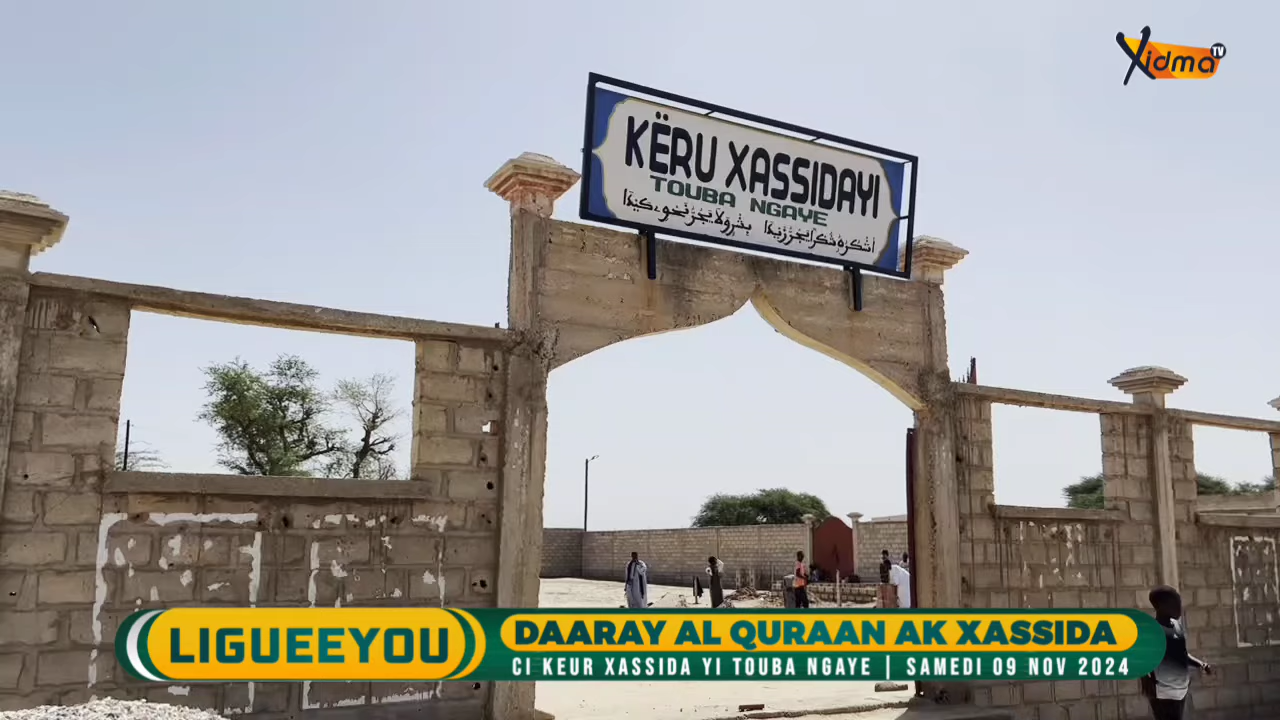 Xidma TV
KËRU XASSIDAYI
TOUBA NGAYE
LIGUEEYOU
DAARAY AL QURAAN AK XASSIDA
CI KEUR XASSIDA YI TOUBA NGAYE | SAMEDI 09 NOV 2024